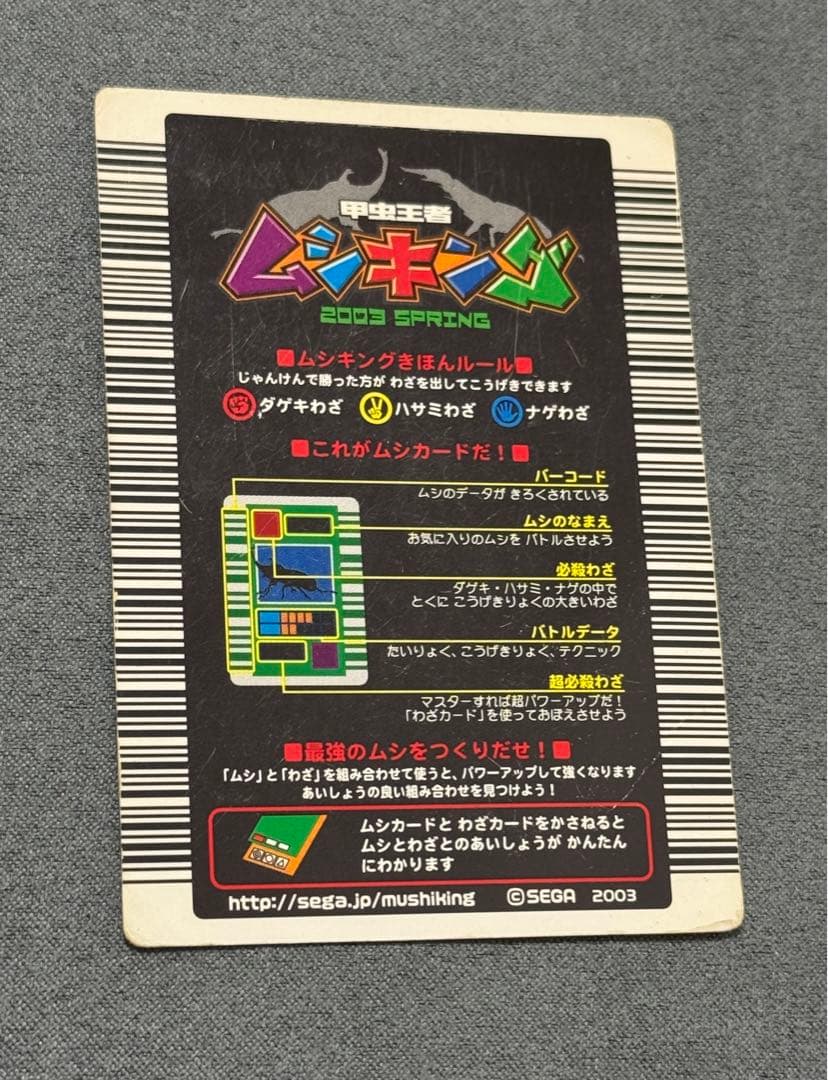 甲虫王者
ムシキング
2003 SPRING
■ムシキングきほんルール■
じゃんけんで勝った方が わざを出してこうげきできます
ダゲキわざ ハサミわざ ナゲわざ
■これがムシカードだ！■
バーコード
ムシのデータが きろくされている
ムシのなまえ
お気に入りのムシを バトルさせよう
必殺わざ
ダゲキ・ハサミ・ナゲの中で
とくに こうげきりょくの大きいわざ
バトルデータ
たいりょく、こうげきりょく、テクニック
超必殺わざ
マスターすれば超パワーアップだ！
「わざカード」を使っておぼえさせよう
■最強のムシをつくりだせ！■
「ムシ」と「わざ」を組み合わせて使うと、パワーアップして強くなります
あいしょうの良い組み合わせを見つけよう！
ムシカードと わざカードをかさねると
ムシとわざとのあいしょうが かんたん
にわかります
http://sega.jp/mushiking ©SEGA 2003